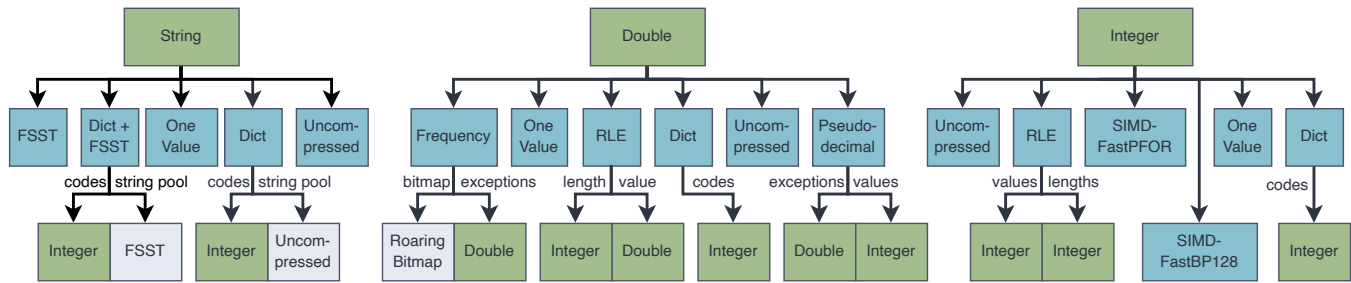 String
Double
Integer
FSST
Dict +
FSST
One
Value
Dict
Uncom-
pressed
Frequency
One
Value
RLE
Dict
Uncom-
pressed
Pseudo-
decimal
Uncom-
pressed
RLE
SIMD-
FastPFOR
One
Value
Dict
codes string pool
codes string pool
bitmap exceptions
length value
codes
exceptions values
values lengths
codes
Integer
FSST
Integer
Uncom-
pressed
Roaring
Bitmap
Double
Integer
Double
Integer
Double
Integer
Integer
Integer
SIMD-
FastBP128
Integer